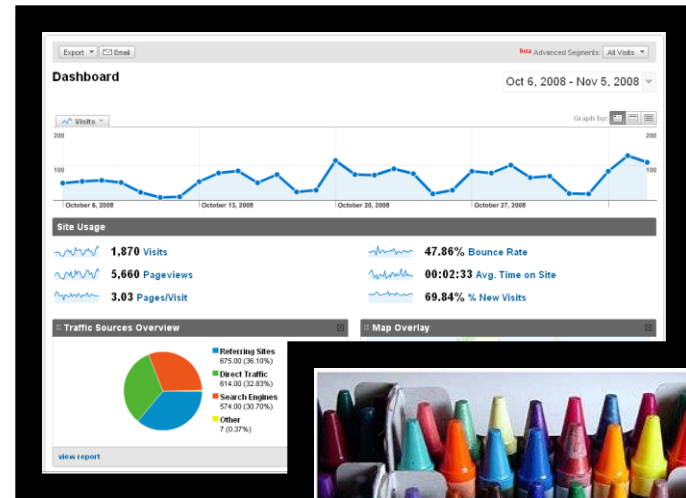 Export Email
Beta Advanced Segments: All Visits
Dashboard
Oct 6, 2008 - Nov 5, 2008
Visits
Graph by:
200 200
100 100
October 6, 2008 October 13, 2008 October 20, 2008 October 27, 2008
Site Usage
1,870 Visits
47.86% Bounce Rate
5,660 Pageviews
00:02:33 Avg. Time on Site
3.03 Pages/Visit
69.84% % New Visits
Traffic Sources Overview
Map Overlay
Referring Sites
675.00 (36.10%)
Direct Traffic
614.00 (32.83%)
Search Engines
574.00 (30.70%)
Other
7 (0.37%)
view report